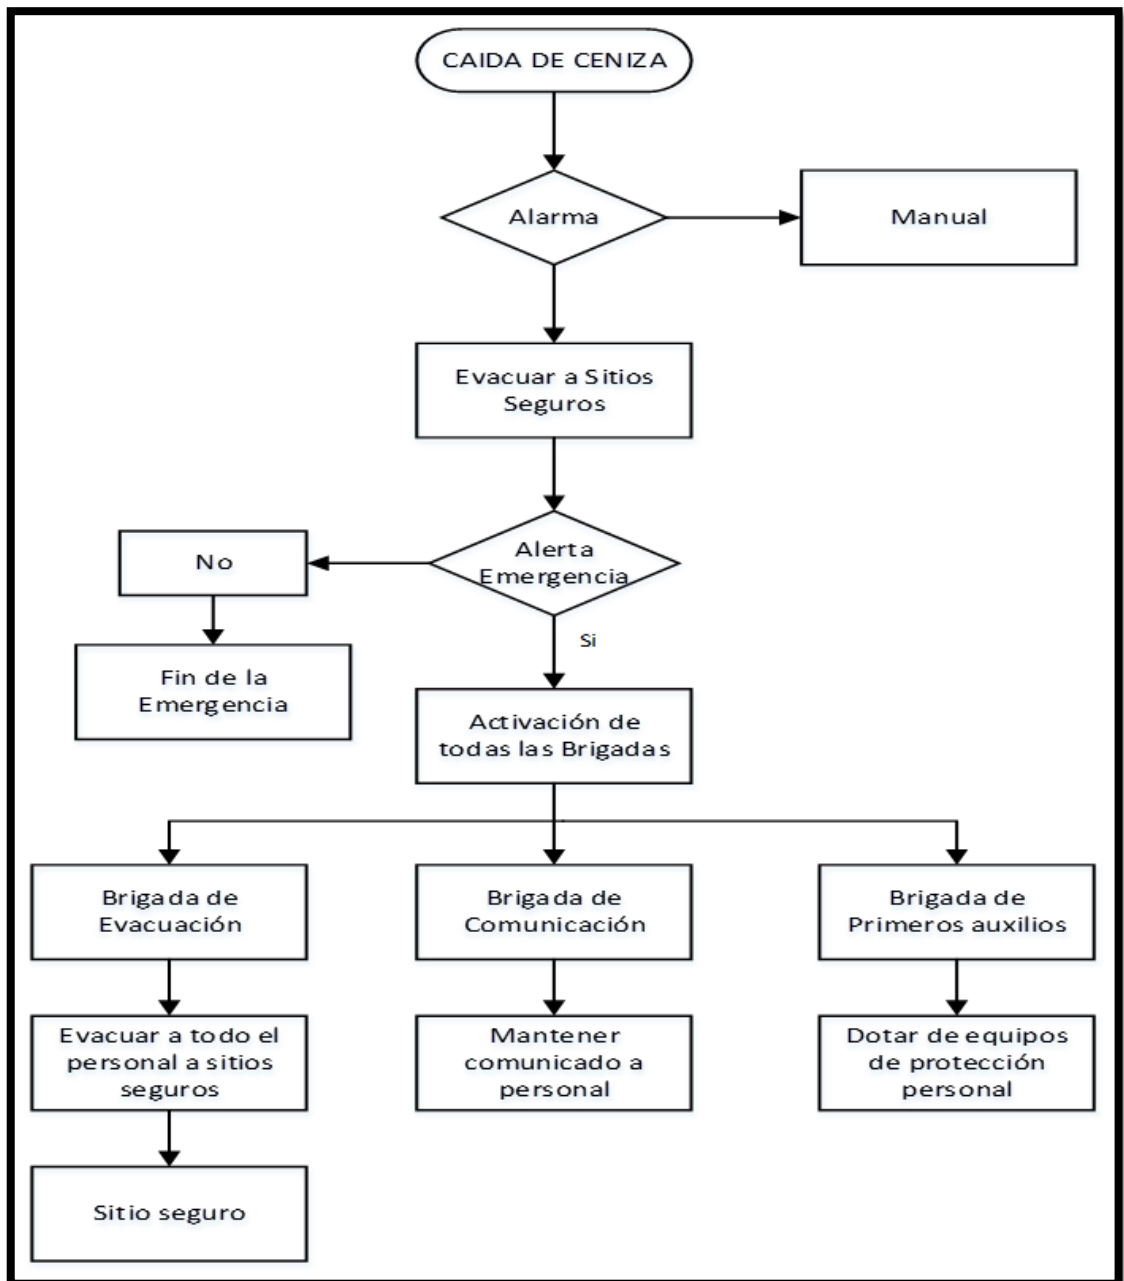 CAIDA DE CENIZA
Alarma
Manual
Evacuar a Sitios
Seguros
Alerta
Emergencia
No
Si
Fin de la
Emergencia
Activación de
todas las Brigadas
Brigada de
Evacuación
Brigada de
Comunicación
Brigada de
Primeros auxilios
Evacuar a todo el
personal a sitios
seguros
Mantener
comunicado a
personal
Dotar de equipos
de protección
personal
Sitio seguro